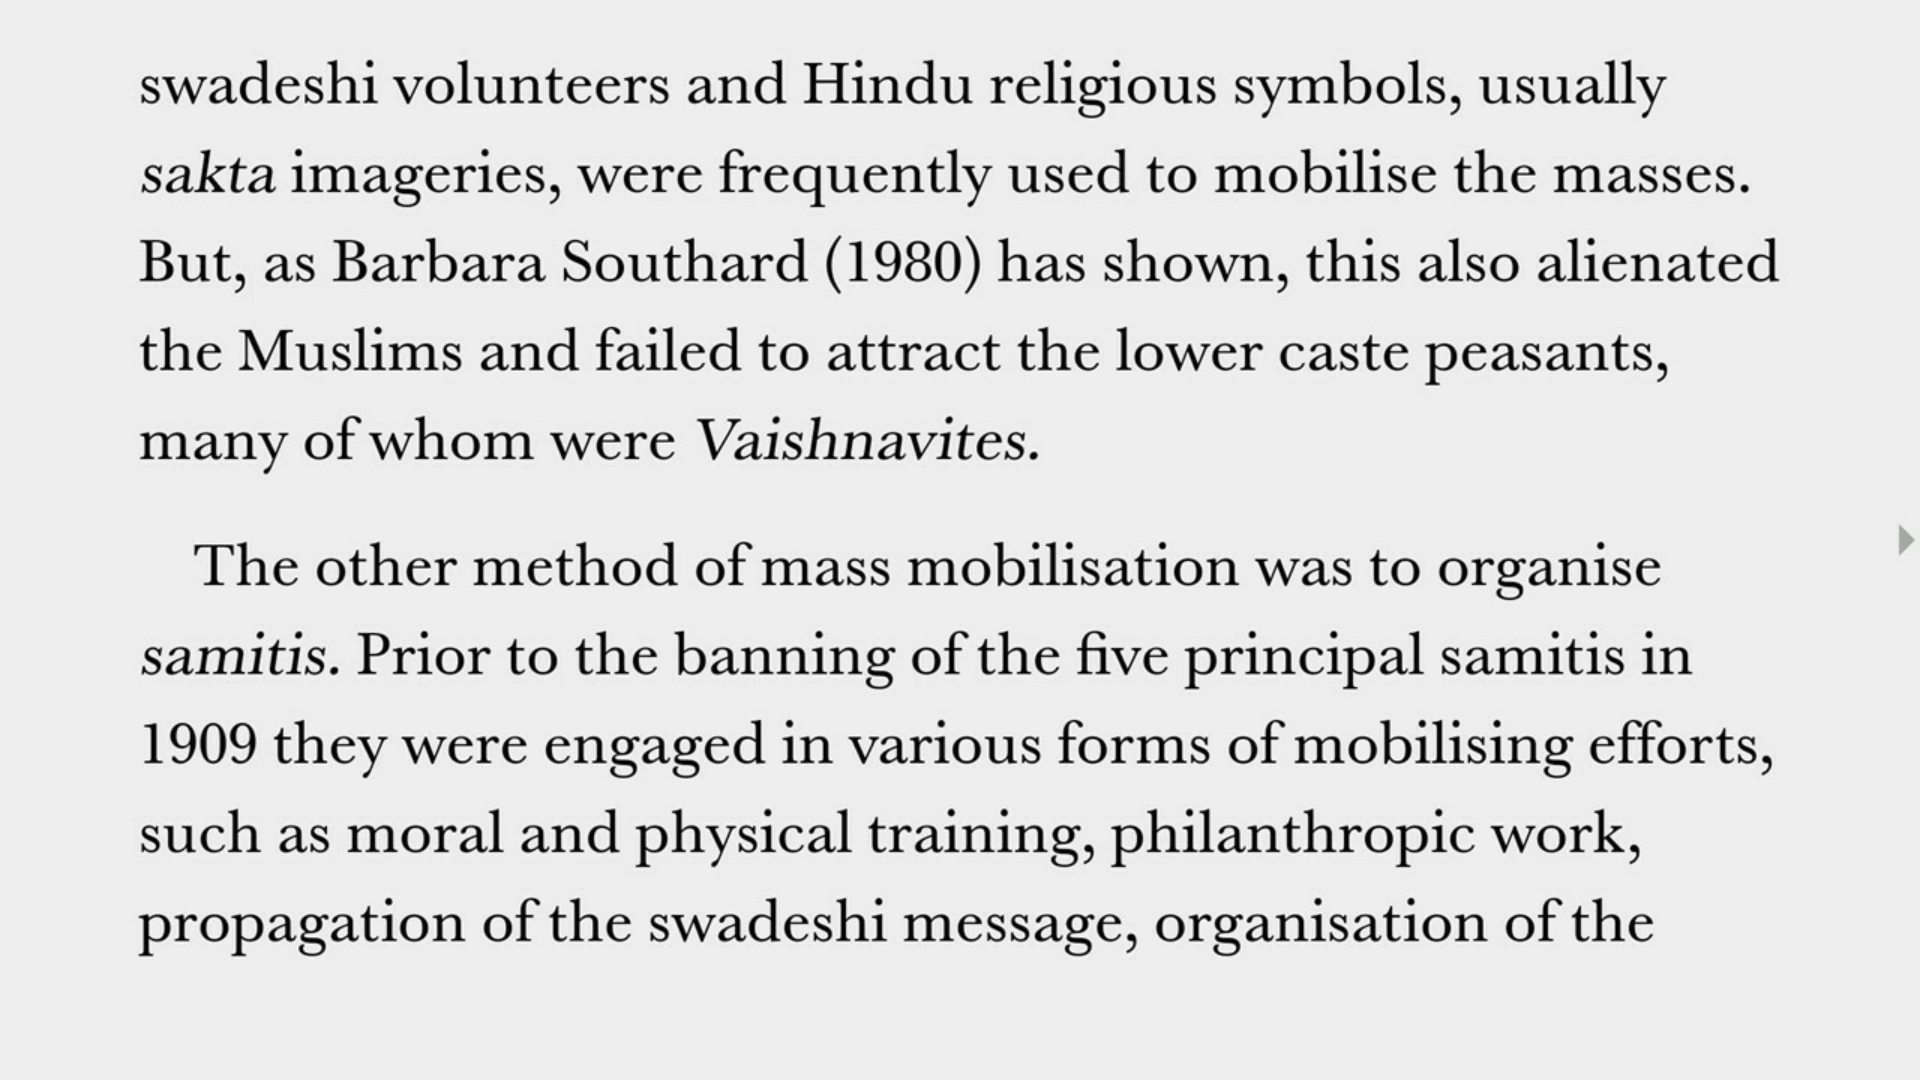 swadeshi volunteers and Hindu religious symbols, usually
sakta imageries, were frequently used to mobilise the masses.
But, as Barbara Southard (1980) has shown, this also alienated
the Muslims and failed to attract the lower caste peasants,
many of whom were Vaishnavites.
The other method of mass mobilisation was to organise
samitis. Prior to the banning of the five principal samitis in
1909 they were engaged in various forms of mobilising efforts,
such as moral and physical training, philanthropic work,
propagation of the swadeshi message, organisation of the